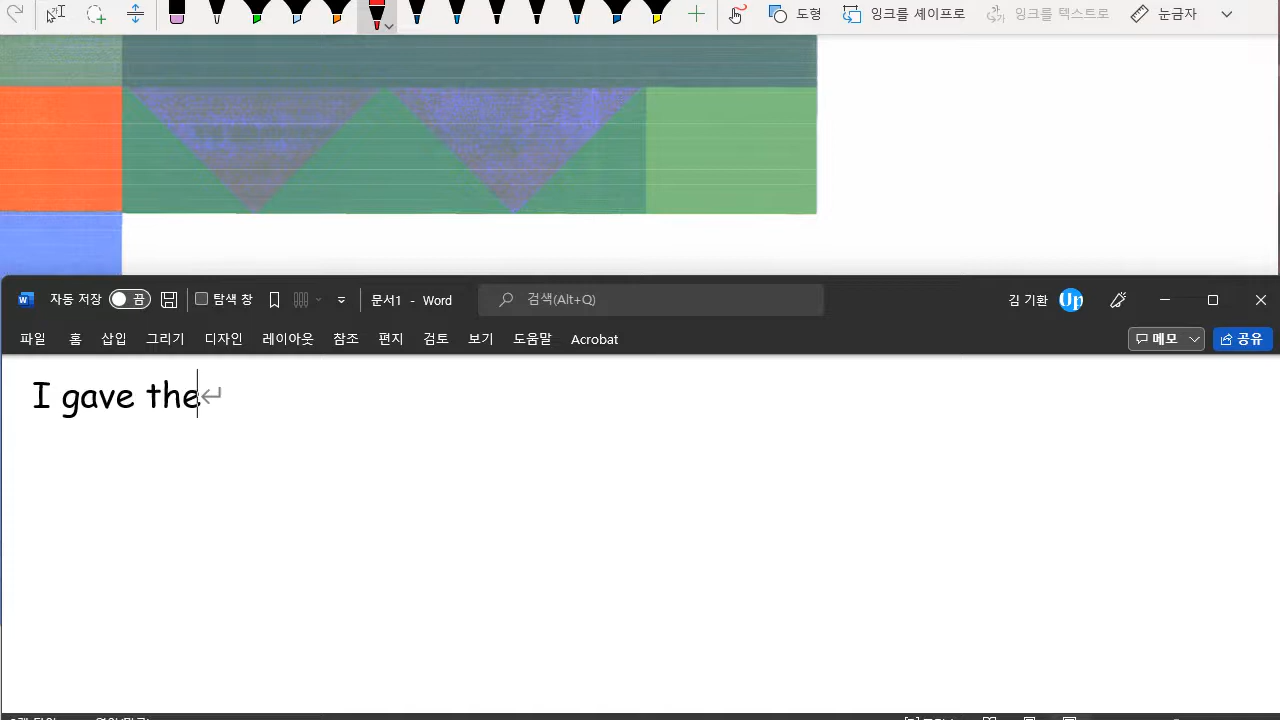 도형 잉크를 셰이프로 잉크를 텍스트로 눈금자
자동 저장 끔 탐색 창 문서1 - Word 검색(Alt+Q) 김 기환 Up
파일 홈 삽입 그리기 디자인 레이아웃 참조 편지 검토 보기 도움말 Acrobat 메모 공유
I gave the